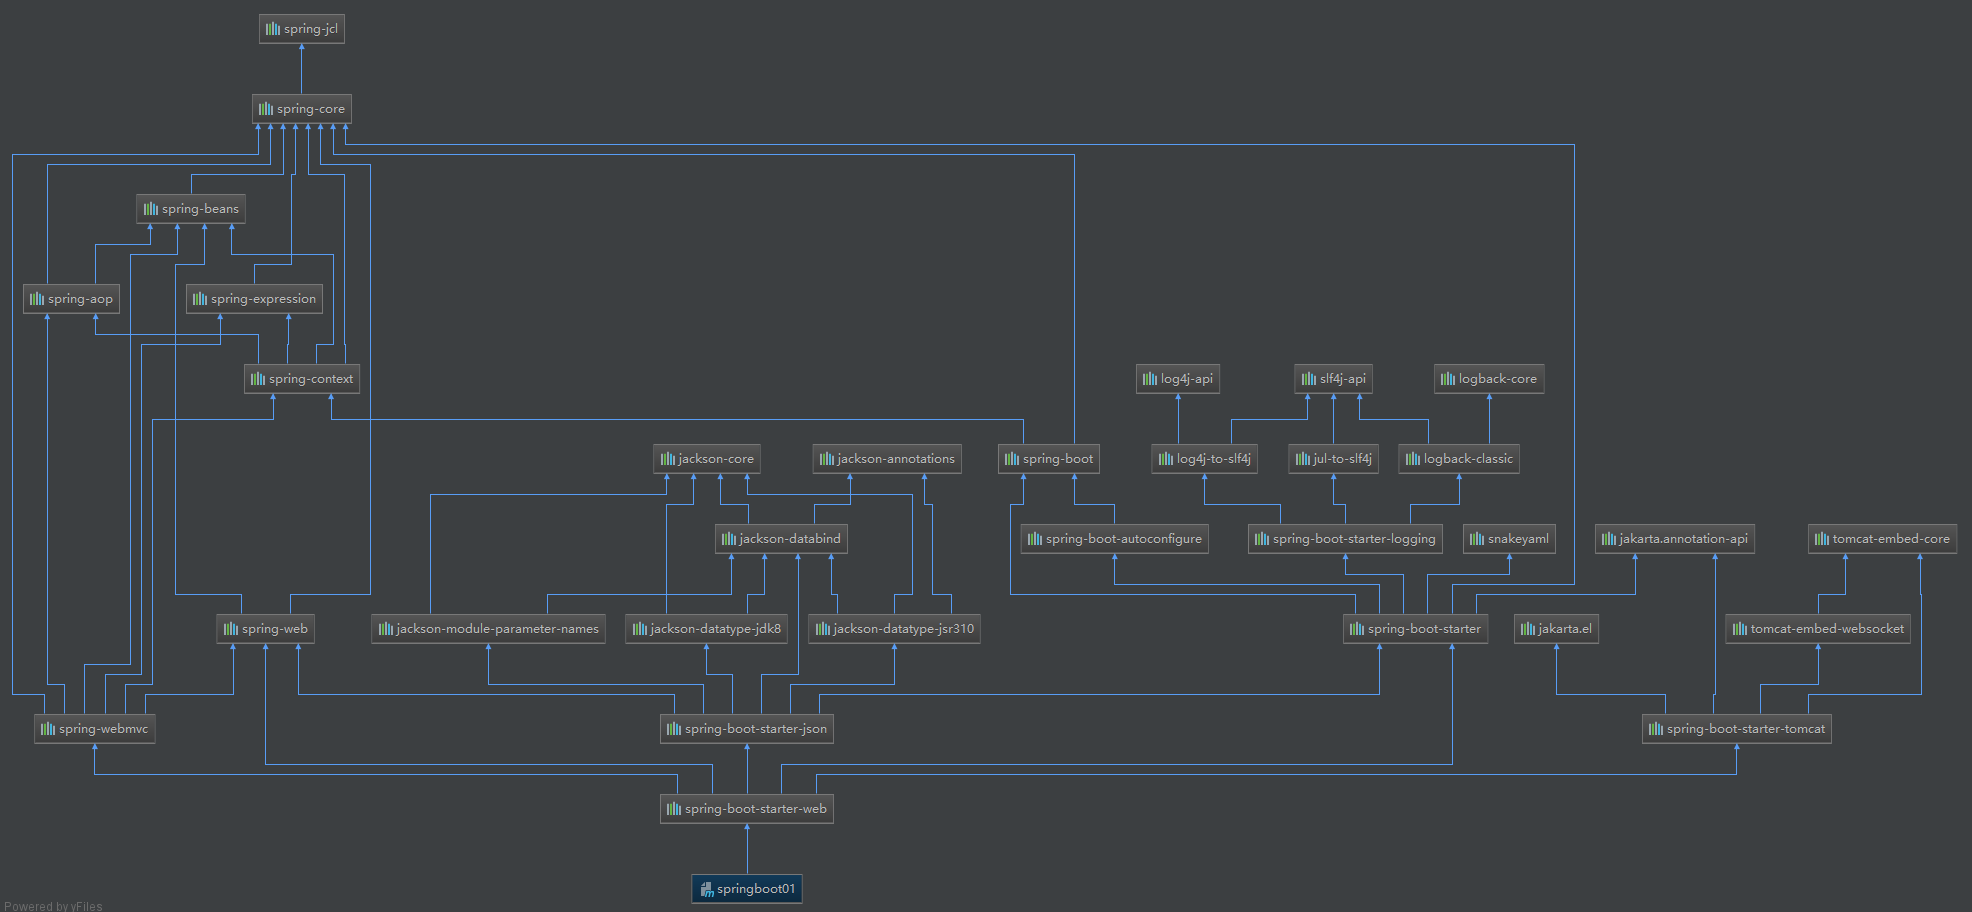 spring-jcl
spring-core
spring-beans
spring-aop
spring-expression
spring-context
log4j-api
slf4j-api
logback-core
jackson-core
jackson-annotations
spring-boot
log4j-to-slf4j
jul-to-slf4j
logback-classic
jackson-databind
spring-boot-autoconfigure
spring-boot-starter-logging
snakeyaml
jakarta.annotation-api
tomcat-embed-core
spring-web
jackson-module-parameter-names
jackson-datatype-jdk8
jackson-datatype-jsr310
spring-boot-starter
jakarta.el
tomcat-embed-websocket
spring-webmvc
spring-boot-starter-json
spring-boot-starter-tomcat
spring-boot-starter-web
springboot01
Powered by yFiles